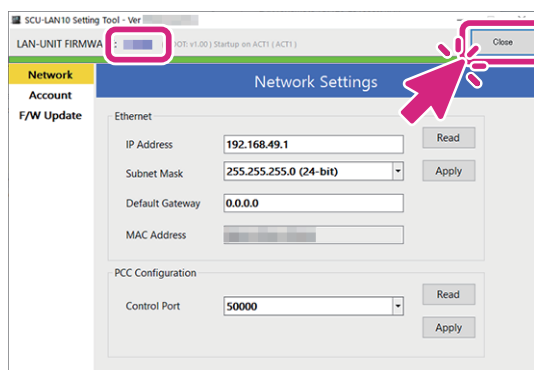 SCU-LAN10 Setting Tool - Ver
LAN-UNIT FIRMWA : OT: v1.00 ) Startup on ACT1 ( ACT1 )
Close
Network
Account
F/W Update
Network Settings
Ethernet
IP Address 192.168.49.1 Read
Subnet Mask 255.255.255.0 (24-bit) Apply
Default Gateway 0.0.0.0
MAC Address
PCC Configuration
Control Port 50000 Read
Apply